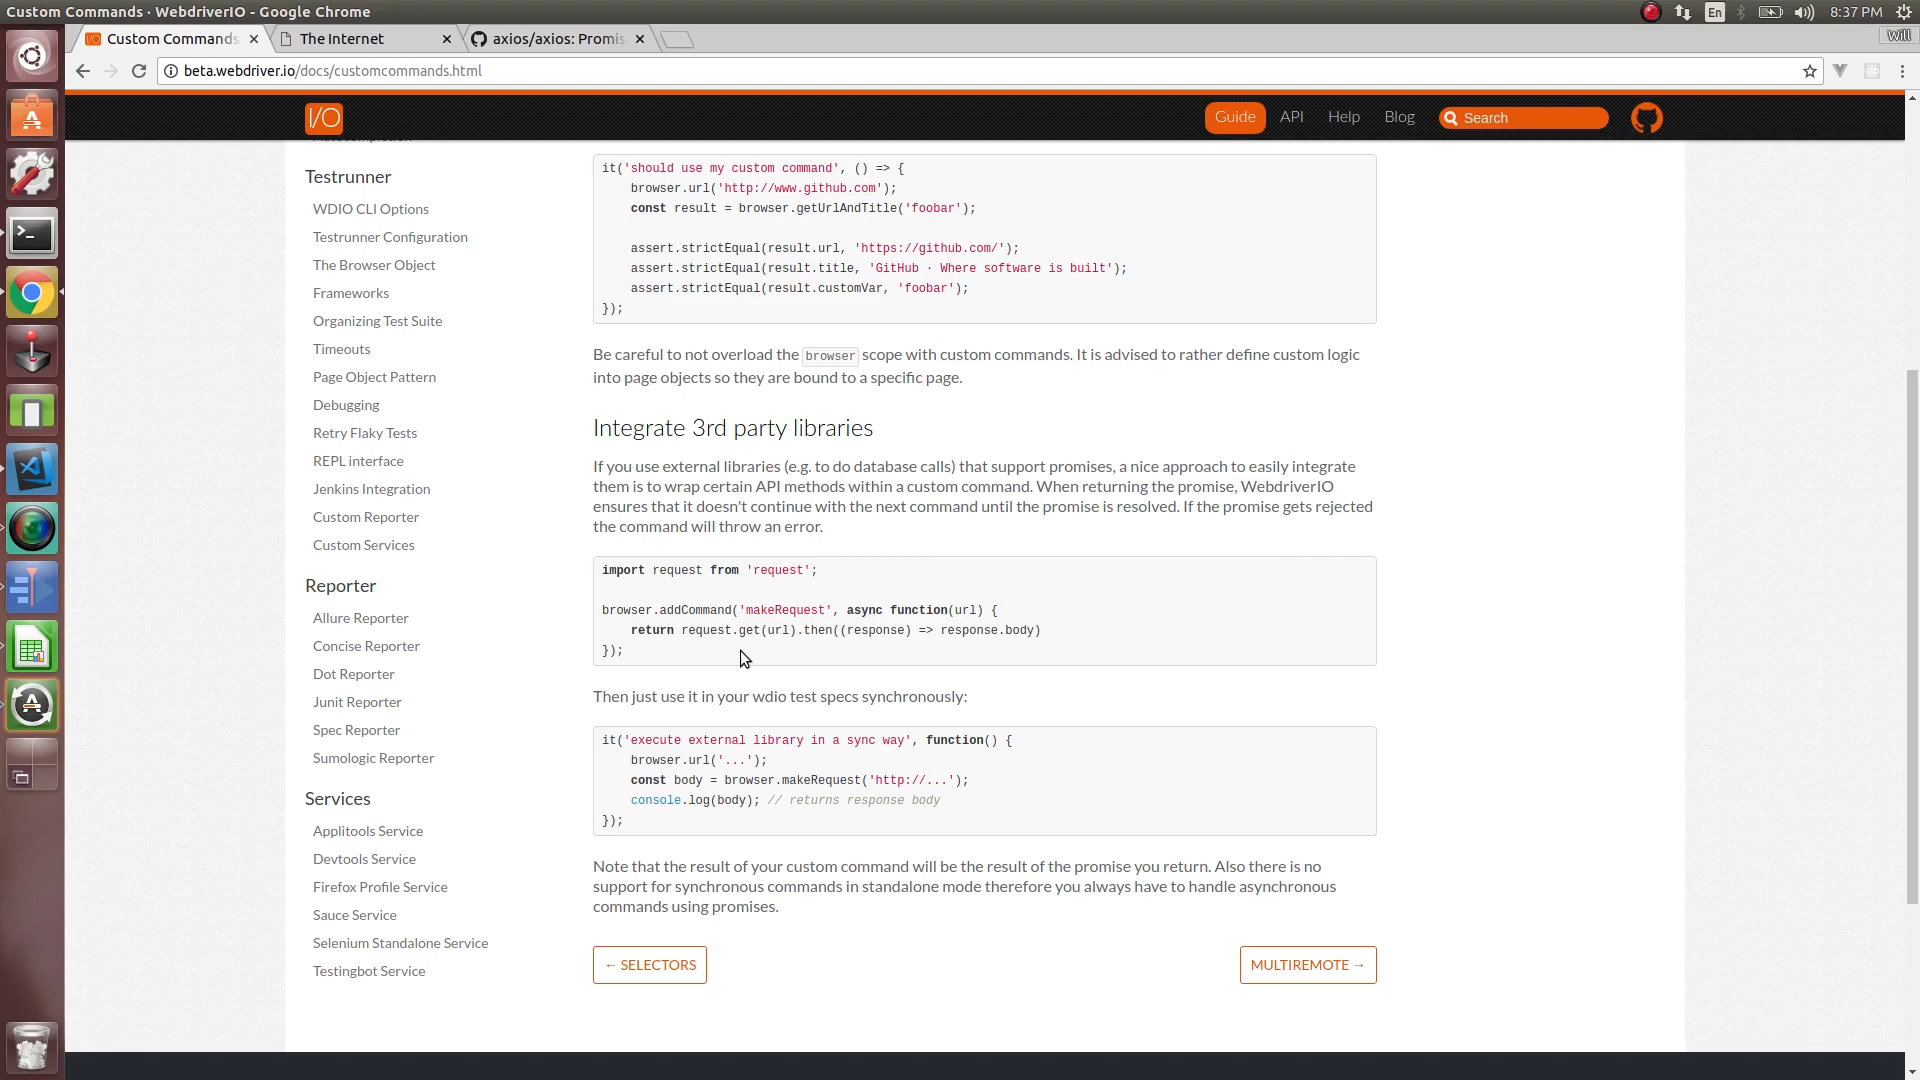 Custom Commands · WebdriverIO - Google Chrome
En
8:37 PM
Custom Commands
The Internet
axios/axios: Promis
Will
beta.webdriver.io/docs/customcommands.html
I/O
Guide
API
Help
Blog
Search
Testrunner
WDIO CLI Options
Testrunner Configuration
The Browser Object
Frameworks
Organizing Test Suite
Timeouts
Page Object Pattern
Debugging
Retry Flaky Tests
REPL interface
Jenkins Integration
Custom Reporter
Custom Services
Reporter
Allure Reporter
Concise Reporter
Dot Reporter
Junit Reporter
Spec Reporter
Sumologic Reporter
Services
Applitools Service
Devtools Service
Firefox Profile Service
Sauce Service
Selenium Standalone Service
Testingbot Service
it('should use my custom command', () => {
browser.url('http://www.github.com');
const result = browser.getUrlAndTitle('foobar');
assert.strictEqual(result.url, 'https://github.com/');
assert.strictEqual(result.title, 'GitHub · Where software is built');
assert.strictEqual(result.customVar, 'foobar');
});
Be careful to not overload the browser scope with custom commands. It is advised to rather define custom logic
into page objects so they are bound to a specific page.
Integrate 3rd party libraries
If you use external libraries (e.g. to do database calls) that support promises, a nice approach to easily integrate
them is to wrap certain API methods within a custom command. When returning the promise, WebdriverIO
ensures that it doesn't continue with the next command until the promise is resolved. If the promise gets rejected
the command will throw an error.
import request from 'request';
browser.addCommand('makeRequest', async function(url) {
return request.get(url).then((response) => response.body)
});
Then just use it in your wdio test specs synchronously:
it('execute external library in a sync way', function() {
browser.url('...');
const body = browser.makeRequest('http://...');
console.log(body); // returns response body
});
Note that the result of your custom command will be the result of the promise you return. Also there is no
support for synchronous commands in standalone mode therefore you always have to handle asynchronous
commands using promises.
← SELECTORS
MULTIREMOTE →